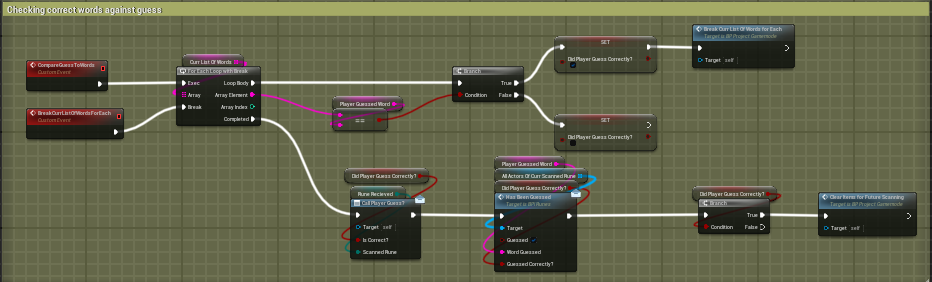 Checking correct words against guess
CompareGuessToWords
Custom Event
BreakCurrListOfWordsForEach
Custom Event
Curr List Of Words
For Each Loop with Break
Exec
Loop Body
Array
Array Element
Break
Array Index
Completed
Player Guessed Word
==
Branch
True
Condition
False
SET
Did Player Guess Correctly?
SET
Did Player Guess Correctly?
Break Curr List Of Words for Each
Target is BP Project Gamemode
Target self
Did Player Guess Correctly?
Rune Recieved
Call Player Guess?
Target self
Is Correct?
Scanned Rune
Player Guessed Word
All Actors Of Curr Scanned Rune
Did Player Guess Correctly?
Has Been Guessed
Target is BPI Runes
Target
Guessed
Word Guessed
Guessed Correctly?
Did Player Guess Correctly?
Branch
True
Condition
False
Clear Items for Future Scanning
Target is BP Project Gamemode
Target self